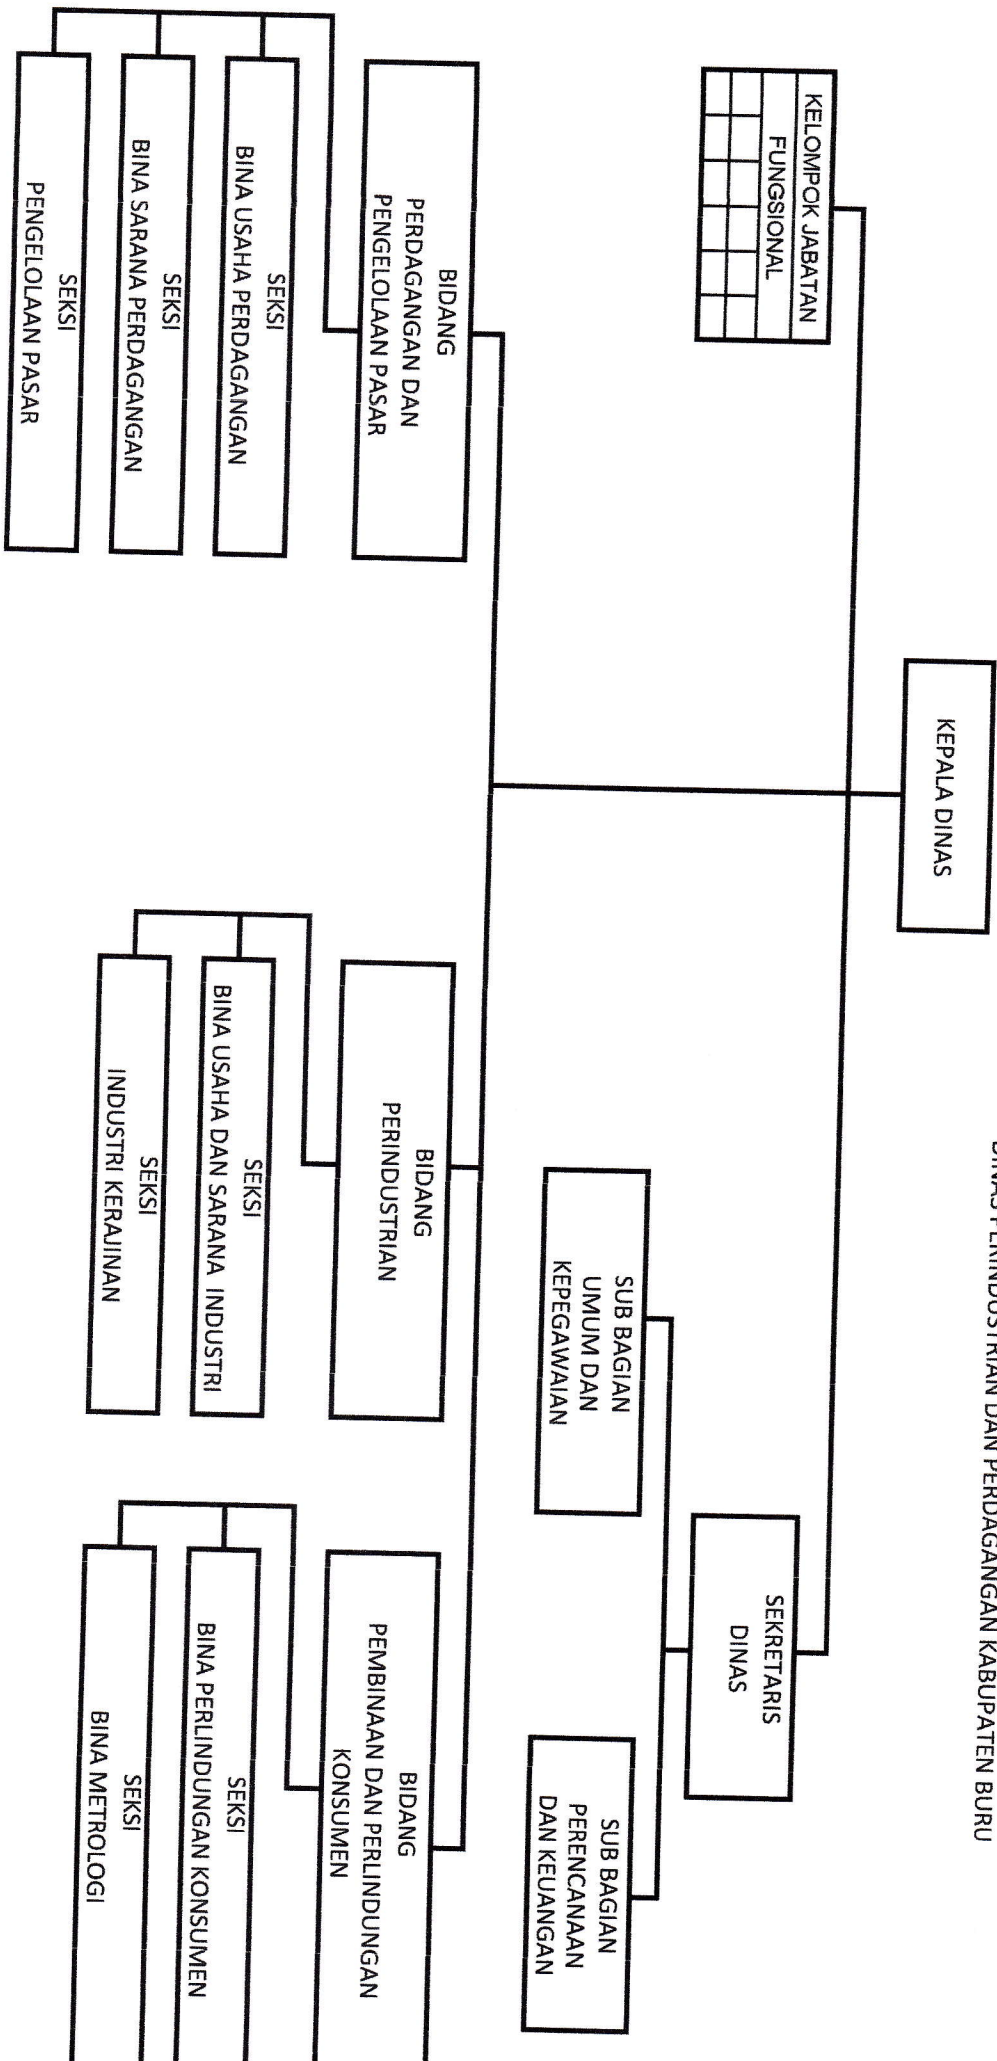 DINAS PERINDUSTRIAN DAN PERDAGANGAN KABUPATEN BURU
KEPALA DINAS
KELOMPOK JABATAN
FUNGSIONAL
SEKRETARIS
DINAS
SUB BAGIAN
UMUM DAN
KEPEGAWAIAN
SUB BAGIAN
PERENCANAAN
DAN KEUANGAN
BIDANG
PERDAGANGAN DAN
PENGELOLAAN PASAR
SEKSI
BINA USAHA PERDAGANGAN
SEKSI
BINA SARANA PERDAGANGAN
SEKSI
PENGELOLAAN PASAR
BIDANG
PERINDUSTRIAN
SEKSI
BINA USAHA DAN SARANA  INDUSTRI
SEKSI
INDUSTRI KERAJINAN
BIDANG
PEMBINAAN DAN PERLINDUNGAN
KONSUMEN
SEKSI
BINA PERLINDUNGAN KONSUMEN
SEKSI
BINA METROLOGI